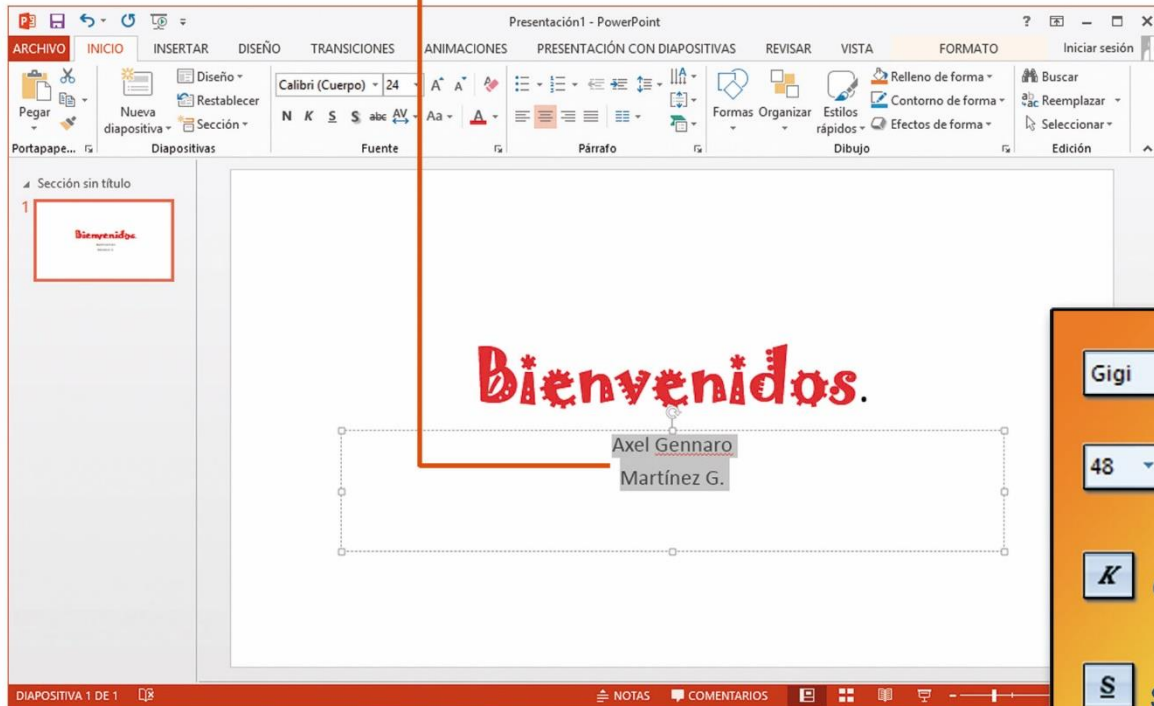 Presentación1 - PowerPoint
ARCHIVO INICIO INSERTAR DISEÑO TRANSICIONES ANIMACIONES PRESENTACIÓN CON DIAPOSITIVAS REVISAR VISTA FORMATO Iniciar sesión
Pegar
Portapape...
Nueva
diapositiva
Diseño
Restablecer
Sección
Diapositivas
Calibri (Cuerpo) 24
N K S S abc AV Aa A
Fuente
Párrafo
Formas Organizar Estilos
rápidos
Relleno de forma
Contorno de forma
Efectos de forma
Dibujo
Buscar
Reemplazar
Seleccionar
Edición
Sección sin título
1
Bienvenidos
Bienvenidos.
Axel Gennaro
Martínez G.
Gigi
48
K
S
DIAPOSITIVA 1 DE 1 NOTAS COMENTARIOS